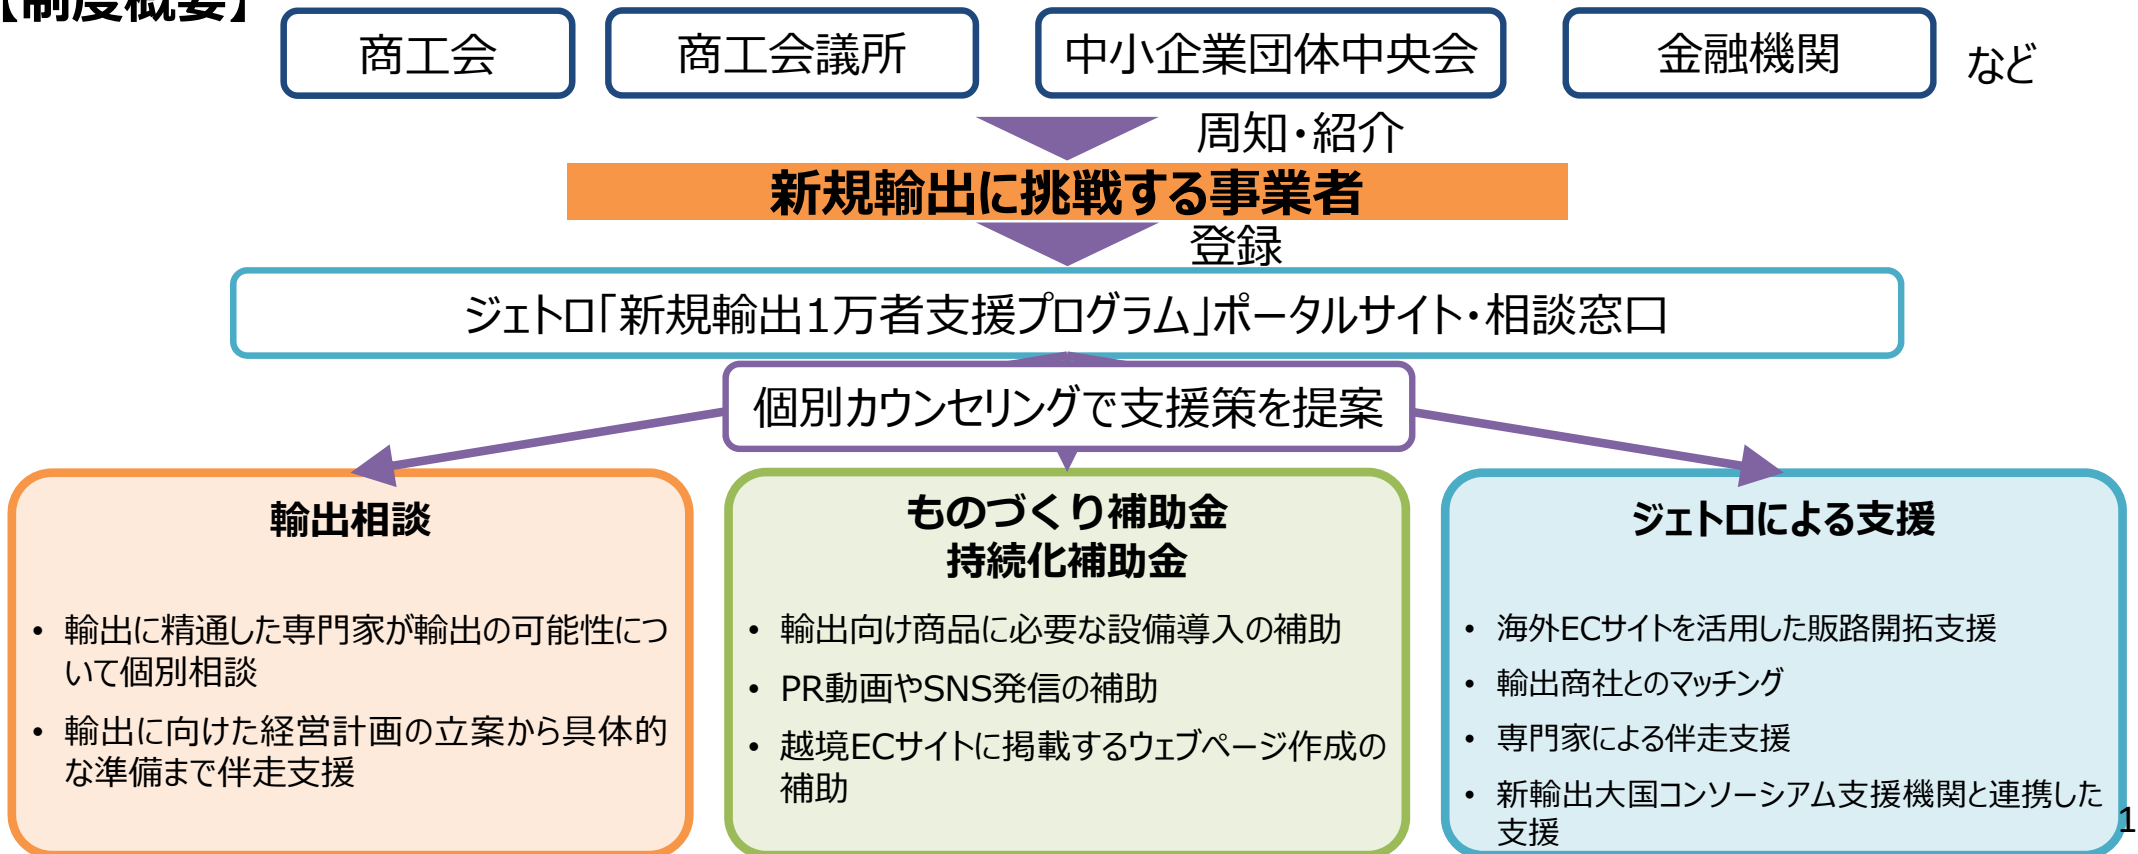 【制度概要】
商工会
商工会議所
中小企業団体中央会
金融機関
など
周知・紹介
新規輸出に挑戦する事業者
登録
ジェトロ「新規輸出1万者支援プログラム」ポータルサイト・相談窓口
個別カウンセリングで支援策を提案
輸出相談
• 輸出に精通した専門家が輸出の可能性につ
いて個別相談
• 輸出に向けた経営計画の立案から具体的
な準備まで伴走支援
ものづくり補助金
持続化補助金
• 輸出向け商品に必要な設備導入の補助
• PR動画やSNS発信の補助
• 越境ECサイトに掲載するウェブページ作成の
補助
ジェトロによる支援
• 海外ECサイトを活用した販路開拓支援
• 輸出商社とのマッチング
• 専門家による伴走支援
• 新輸出大国コンソーシアム支援機関と連携した
支援
1